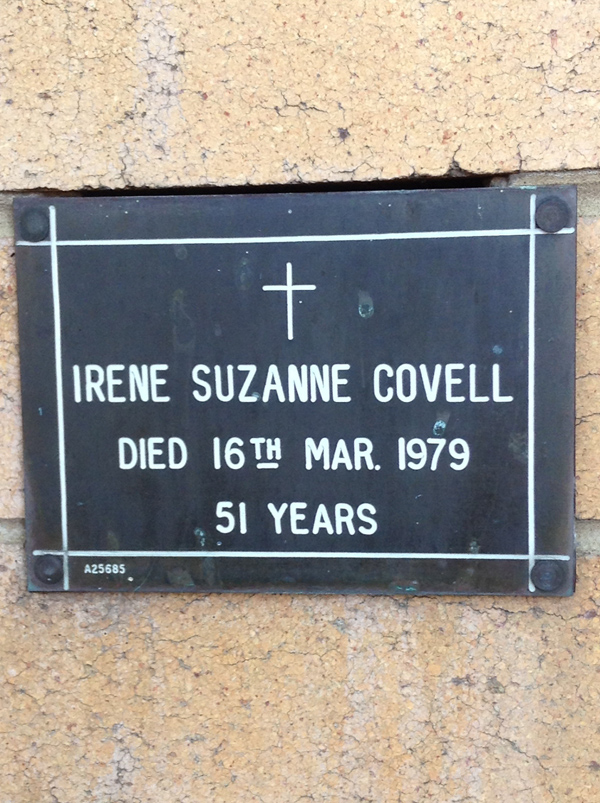 IRENE SUZANNE COVELL
DIED 16TH MAR. 1979
51 YEARS
A25685